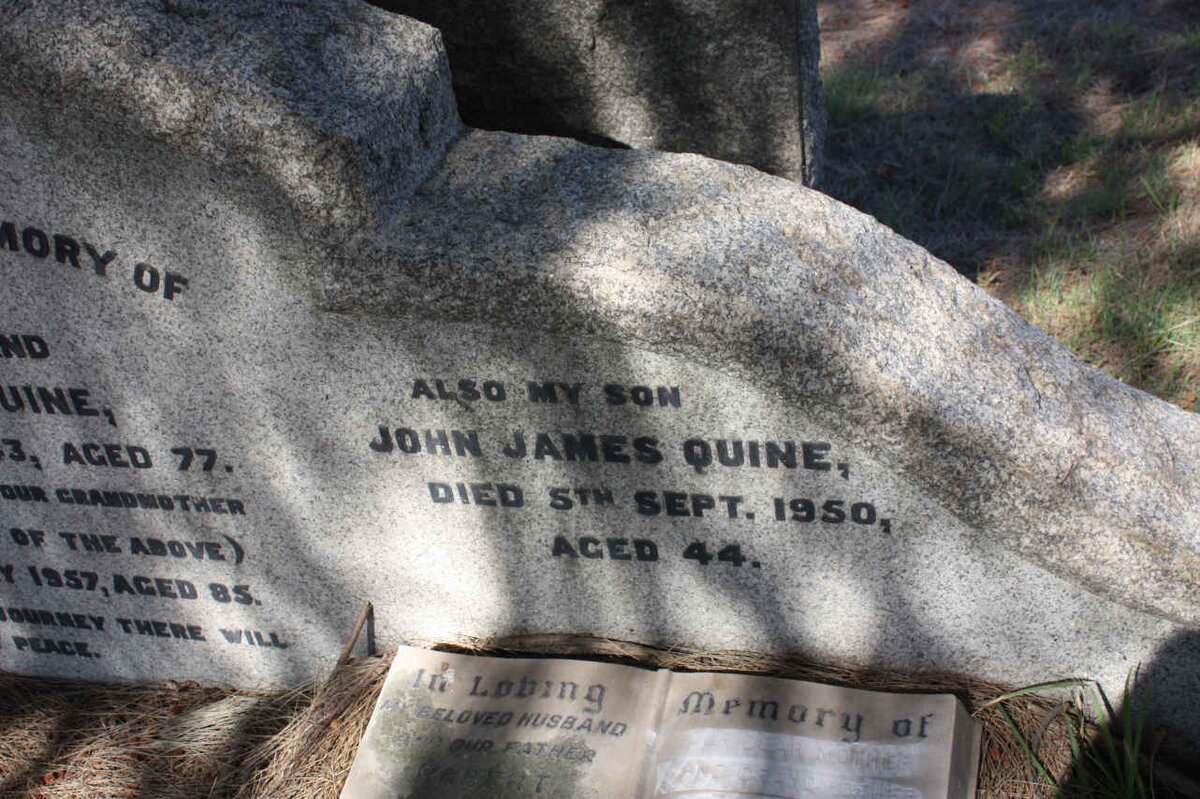 MORY OF
ND
UINE,
3, AGED 77.
OUR GRANDMOTHER
OF THE ABOVE)
Y 1957, AGED 85.
JOURNEY THERE WILL
PEACE.
ALSO MY SON
JOHN JAMES QUINE,
DIED 5TH SEPT. 1950,
AGED 44.
In Loving
MY BELOVED HUSBAND
OUR FATHER
Memory of